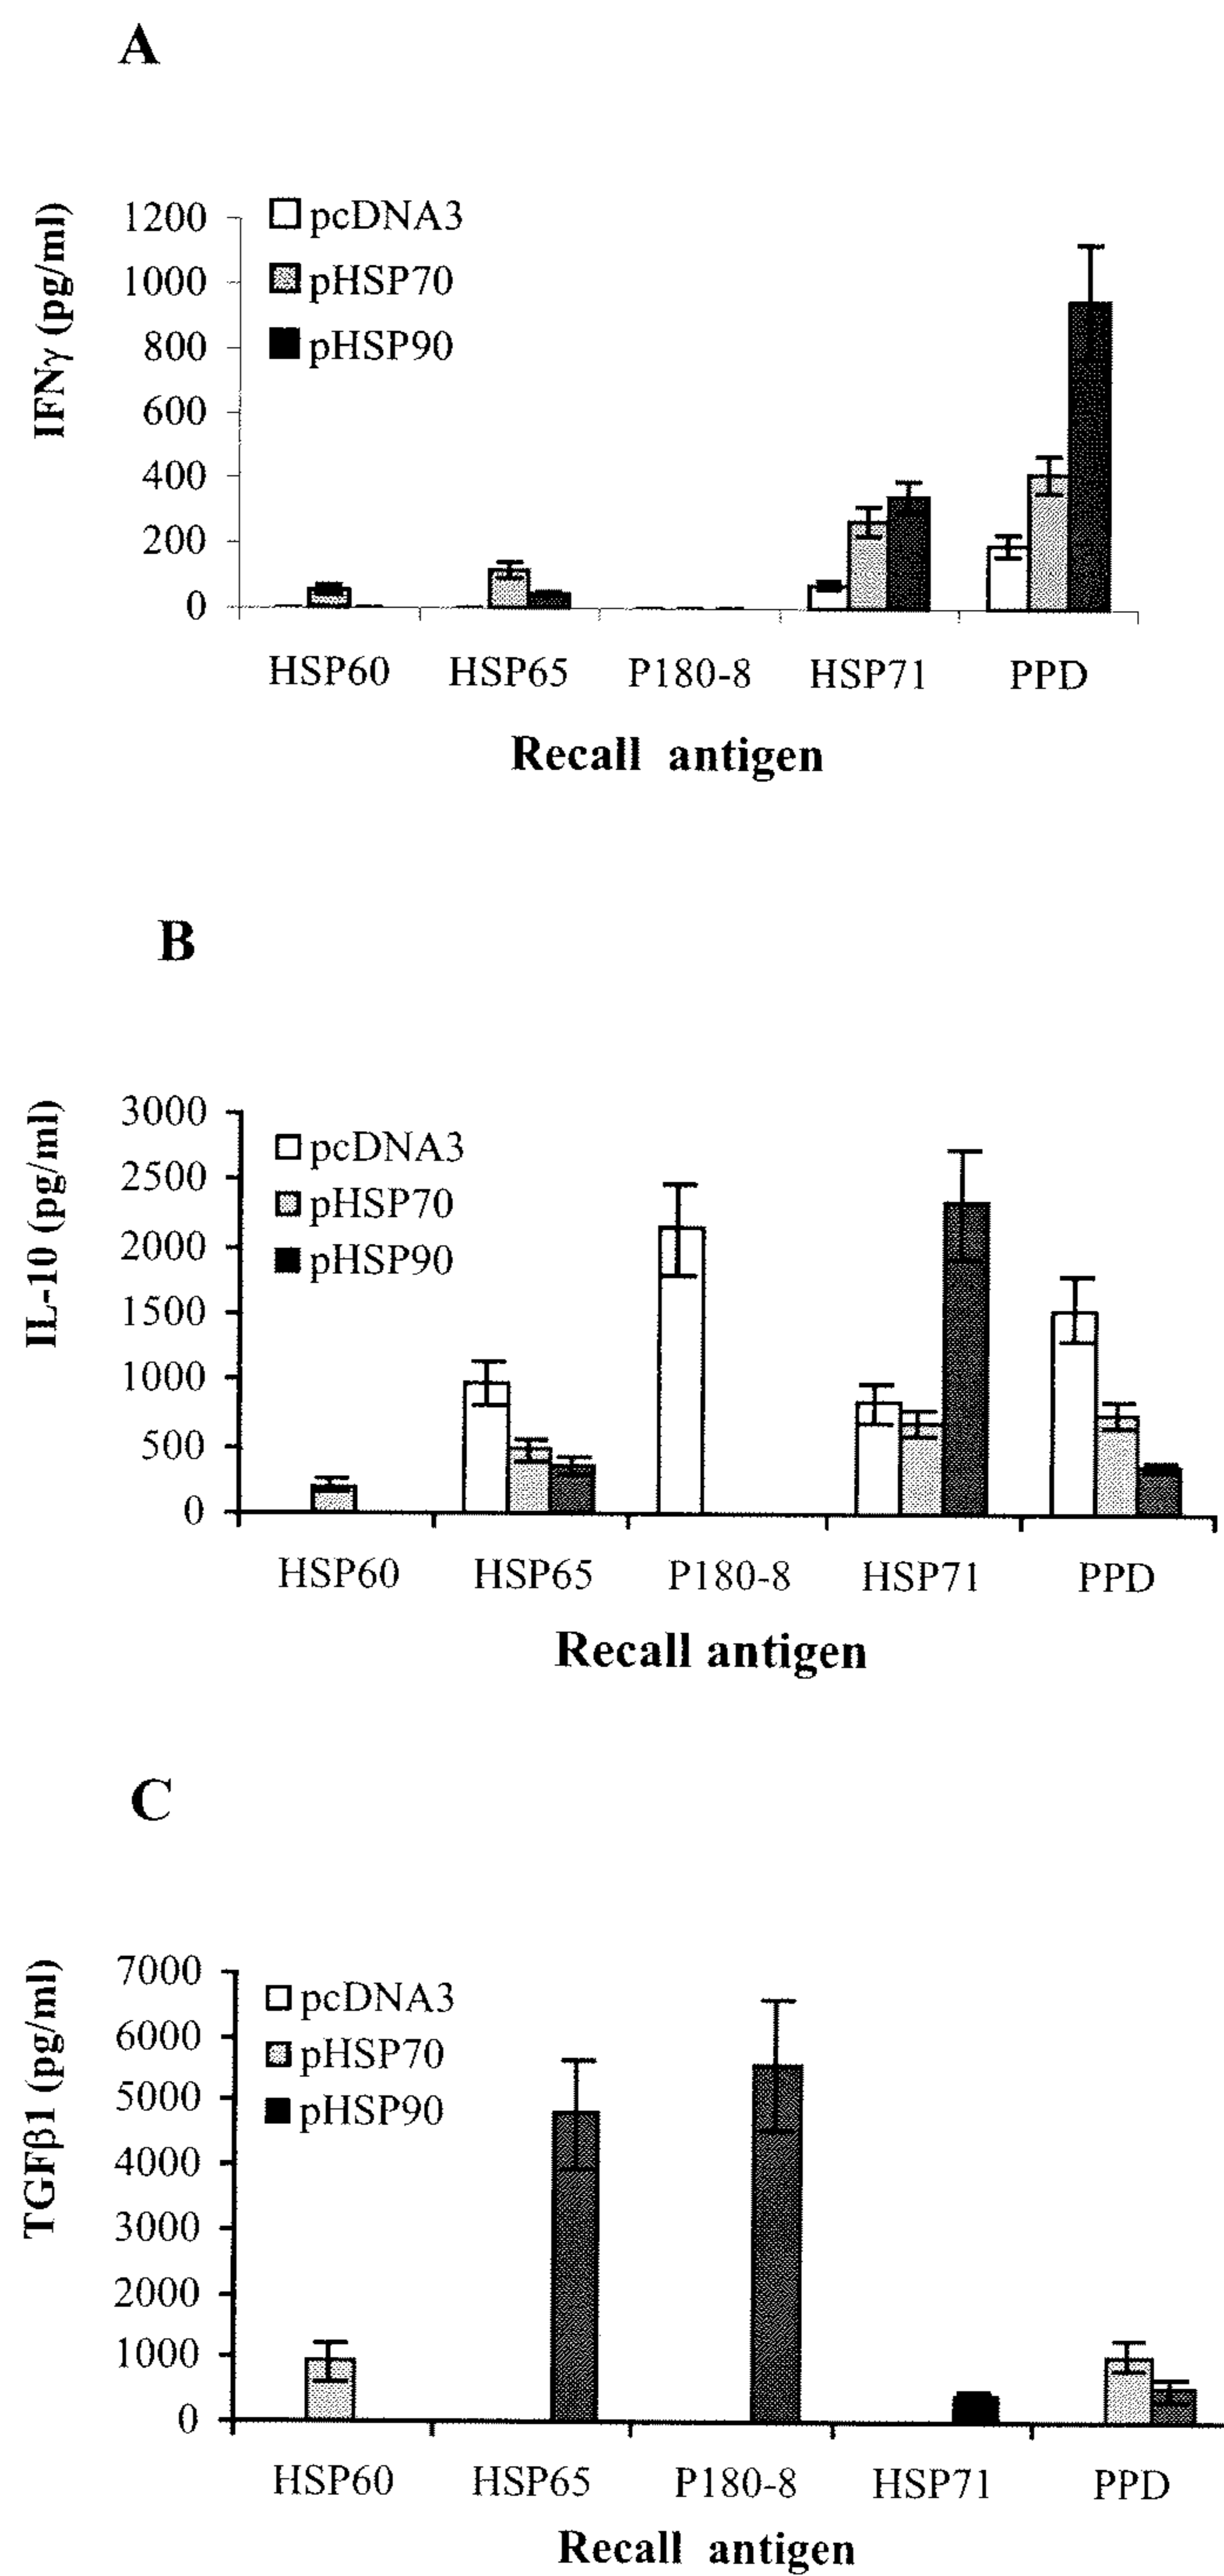 A
IFNγ (pg/ml)
1200
1000
800
600
400
200
0
pcDNA3
pHSP70
pHSP90
HSP60 HSP65 P180-8 HSP71 PPD
Recall antigen
B
IL-10 (pg/ml)
3000
2500
2000
1500
1000
500
0
pcDNA3
pHSP70
pHSP90
HSP60 HSP65 P180-8 HSP71 PPD
Recall antigen
C
TGFβ1 (pg/ml)
7000
6000
5000
4000
3000
2000
1000
0
pcDNA3
pHSP70
pHSP90
HSP60 HSP65 P180-8 HSP71 PPD
Recall antigen